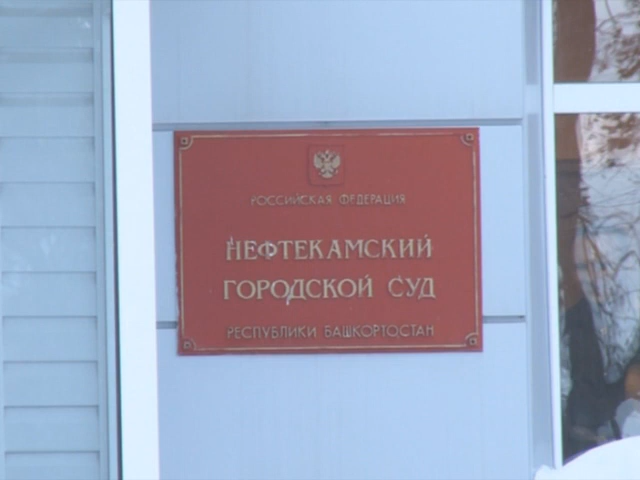 РОССИЙСКАЯ ФЕДЕРАЦИЯ
НЕФТЕКАМСКИЙ
ГОРОДСКОЙ СУД
РЕСПУБЛИКИ БАШКОРТОСТАН